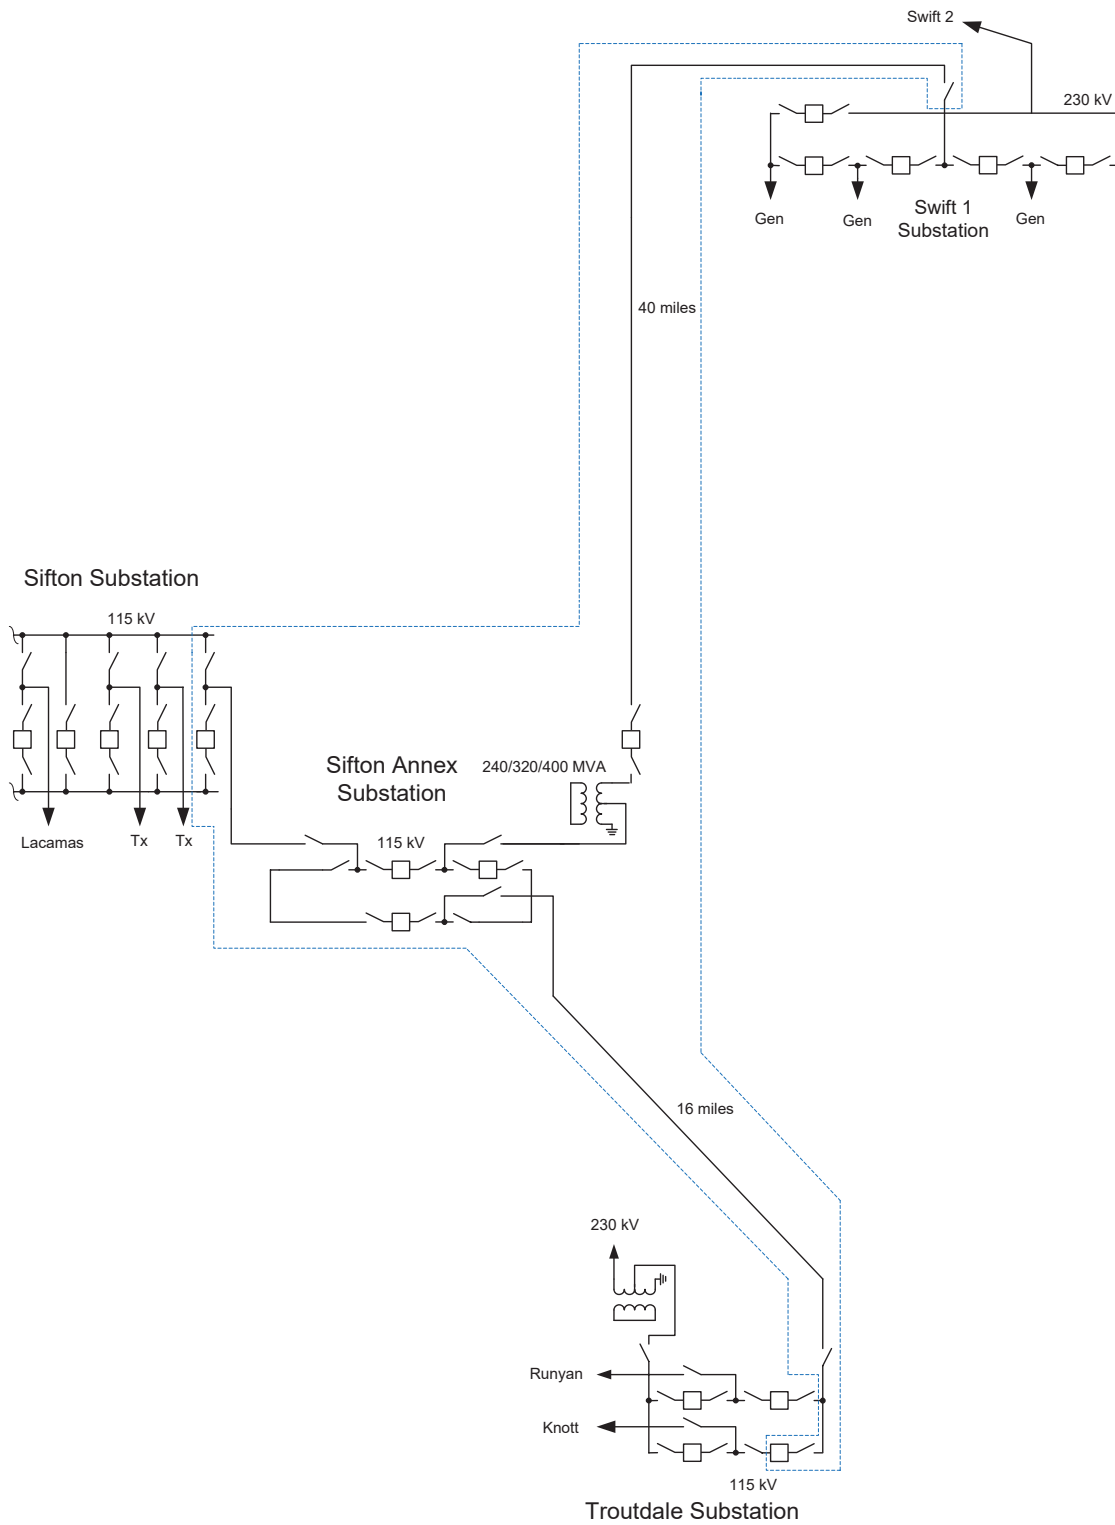 Swift 2
230 kV
Gen
Gen
Gen
Swift 1
Substation
40 miles
Sifton Substation
115 kV
Lacamas
Tx
Tx
Sifton Annex
Substation
240/320/400 MVA
115 kV
16 miles
230 kV
Runyan
Knott
115 kV
Troutdale Substation